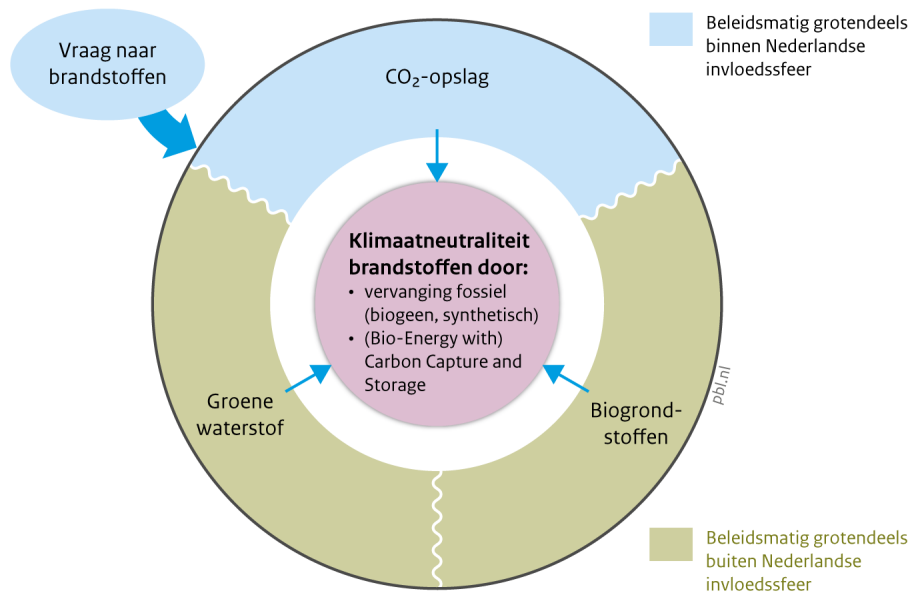 Vraag naar
brandstoffen
CO₂-opslag
Beleidsmatig grotendeels
binnen Nederlandse
invloedssfeer
Klimaatneutraliteit
brandstoffen door:
• vervanging fossiel
(biogeen, synthetisch)
• (Bio-Energy with)
Carbon Capture and
Storage
Groene
waterstof
Biogrond-
stoffen
pbl.nl
Beleidsmatig grotendeels
buiten Nederlandse
invloedssfeer